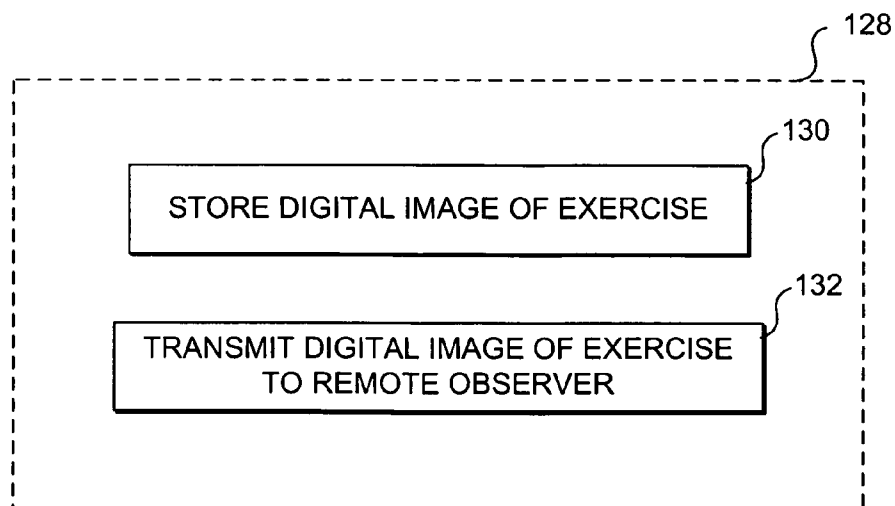 128
130
STORE DIGITAL IMAGE OF EXERCISE
132
TRANSMIT DIGITAL IMAGE OF EXERCISE
TO REMOTE OBSERVER